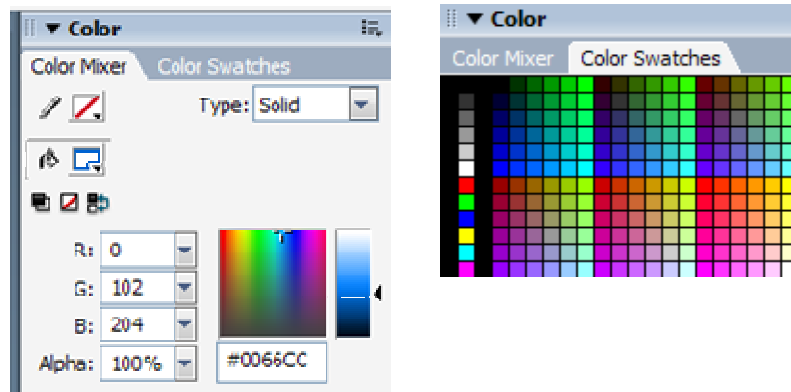 Color
Color Mixer Color Swatches
Type: Solid
R: 0
G: 102
B: 204
Alpha: 100% #0066CC
Color
Color Mixer Color Swatches